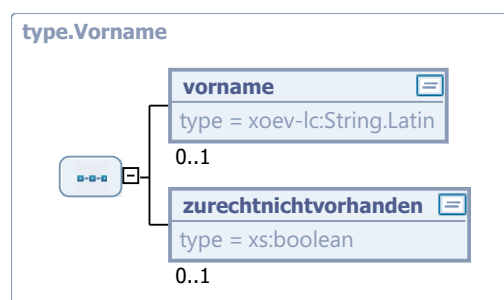 type.Vorname
vorname
type = xoev-lc:String.Latin
0..1
zurechtnichtvorhanden
type = xs:boolean
0..1